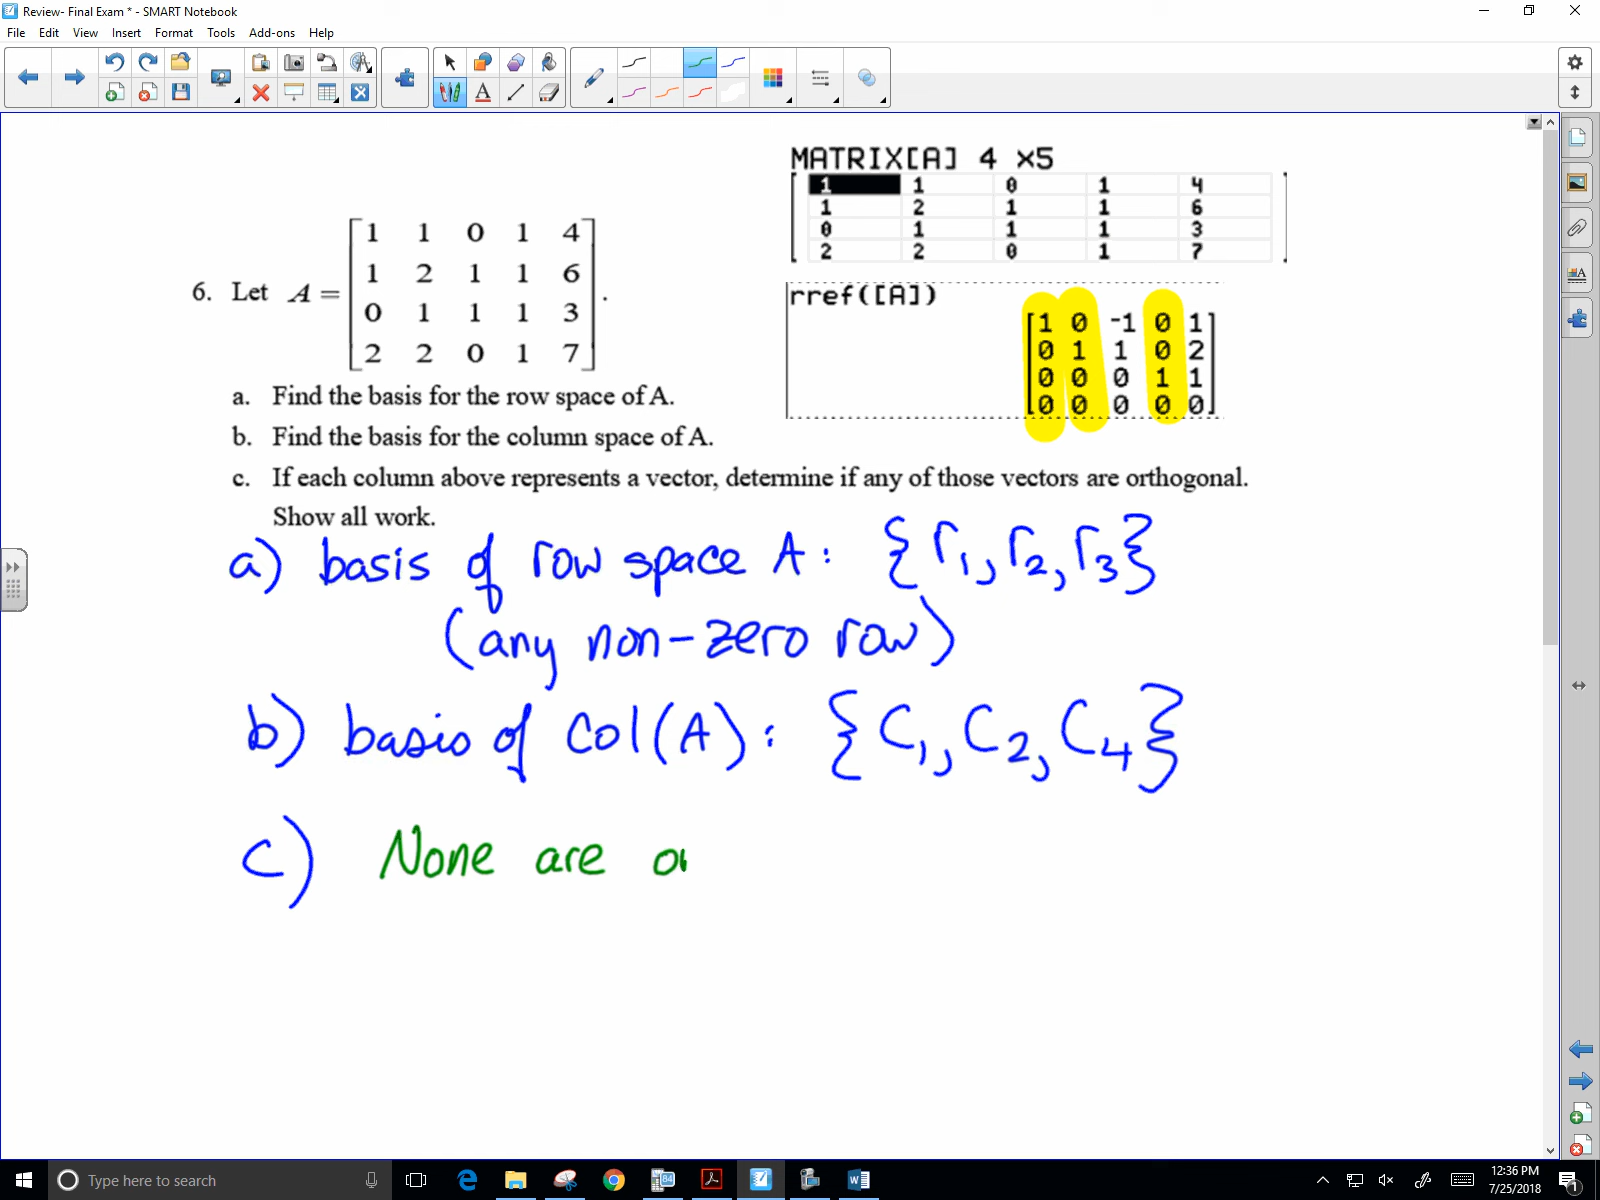 Review- Final Exam * - SMART Notebook
File Edit View Insert Format Tools Add-ons Help
MATRIX[A] 4 ×5
1 1 0 1 4
1 2 1 1 6
0 1 1 1 3
2 2 0 1 7
6. Let A = [1 1 0 1 4
1 2 1 1 6
0 1 1 1 3
2 2 0 1 7].
rref([A])
[1 0 -1 0 1]
0 1 1 0 2
0 0 0 1 1
[0 0 0 0 0].
a. Find the basis for the row space of A.
b. Find the basis for the column space of A.
c. If each column above represents a vector, determine if any of those vectors are orthogonal.
Show all work.
a) basis of row space A: {r1, r2, r3}
(any non-zero row)
b) basis of Col(A): {C1, C2, C4}
c) None are or
Type here to search
84
12:36 PM
7/25/2018
1